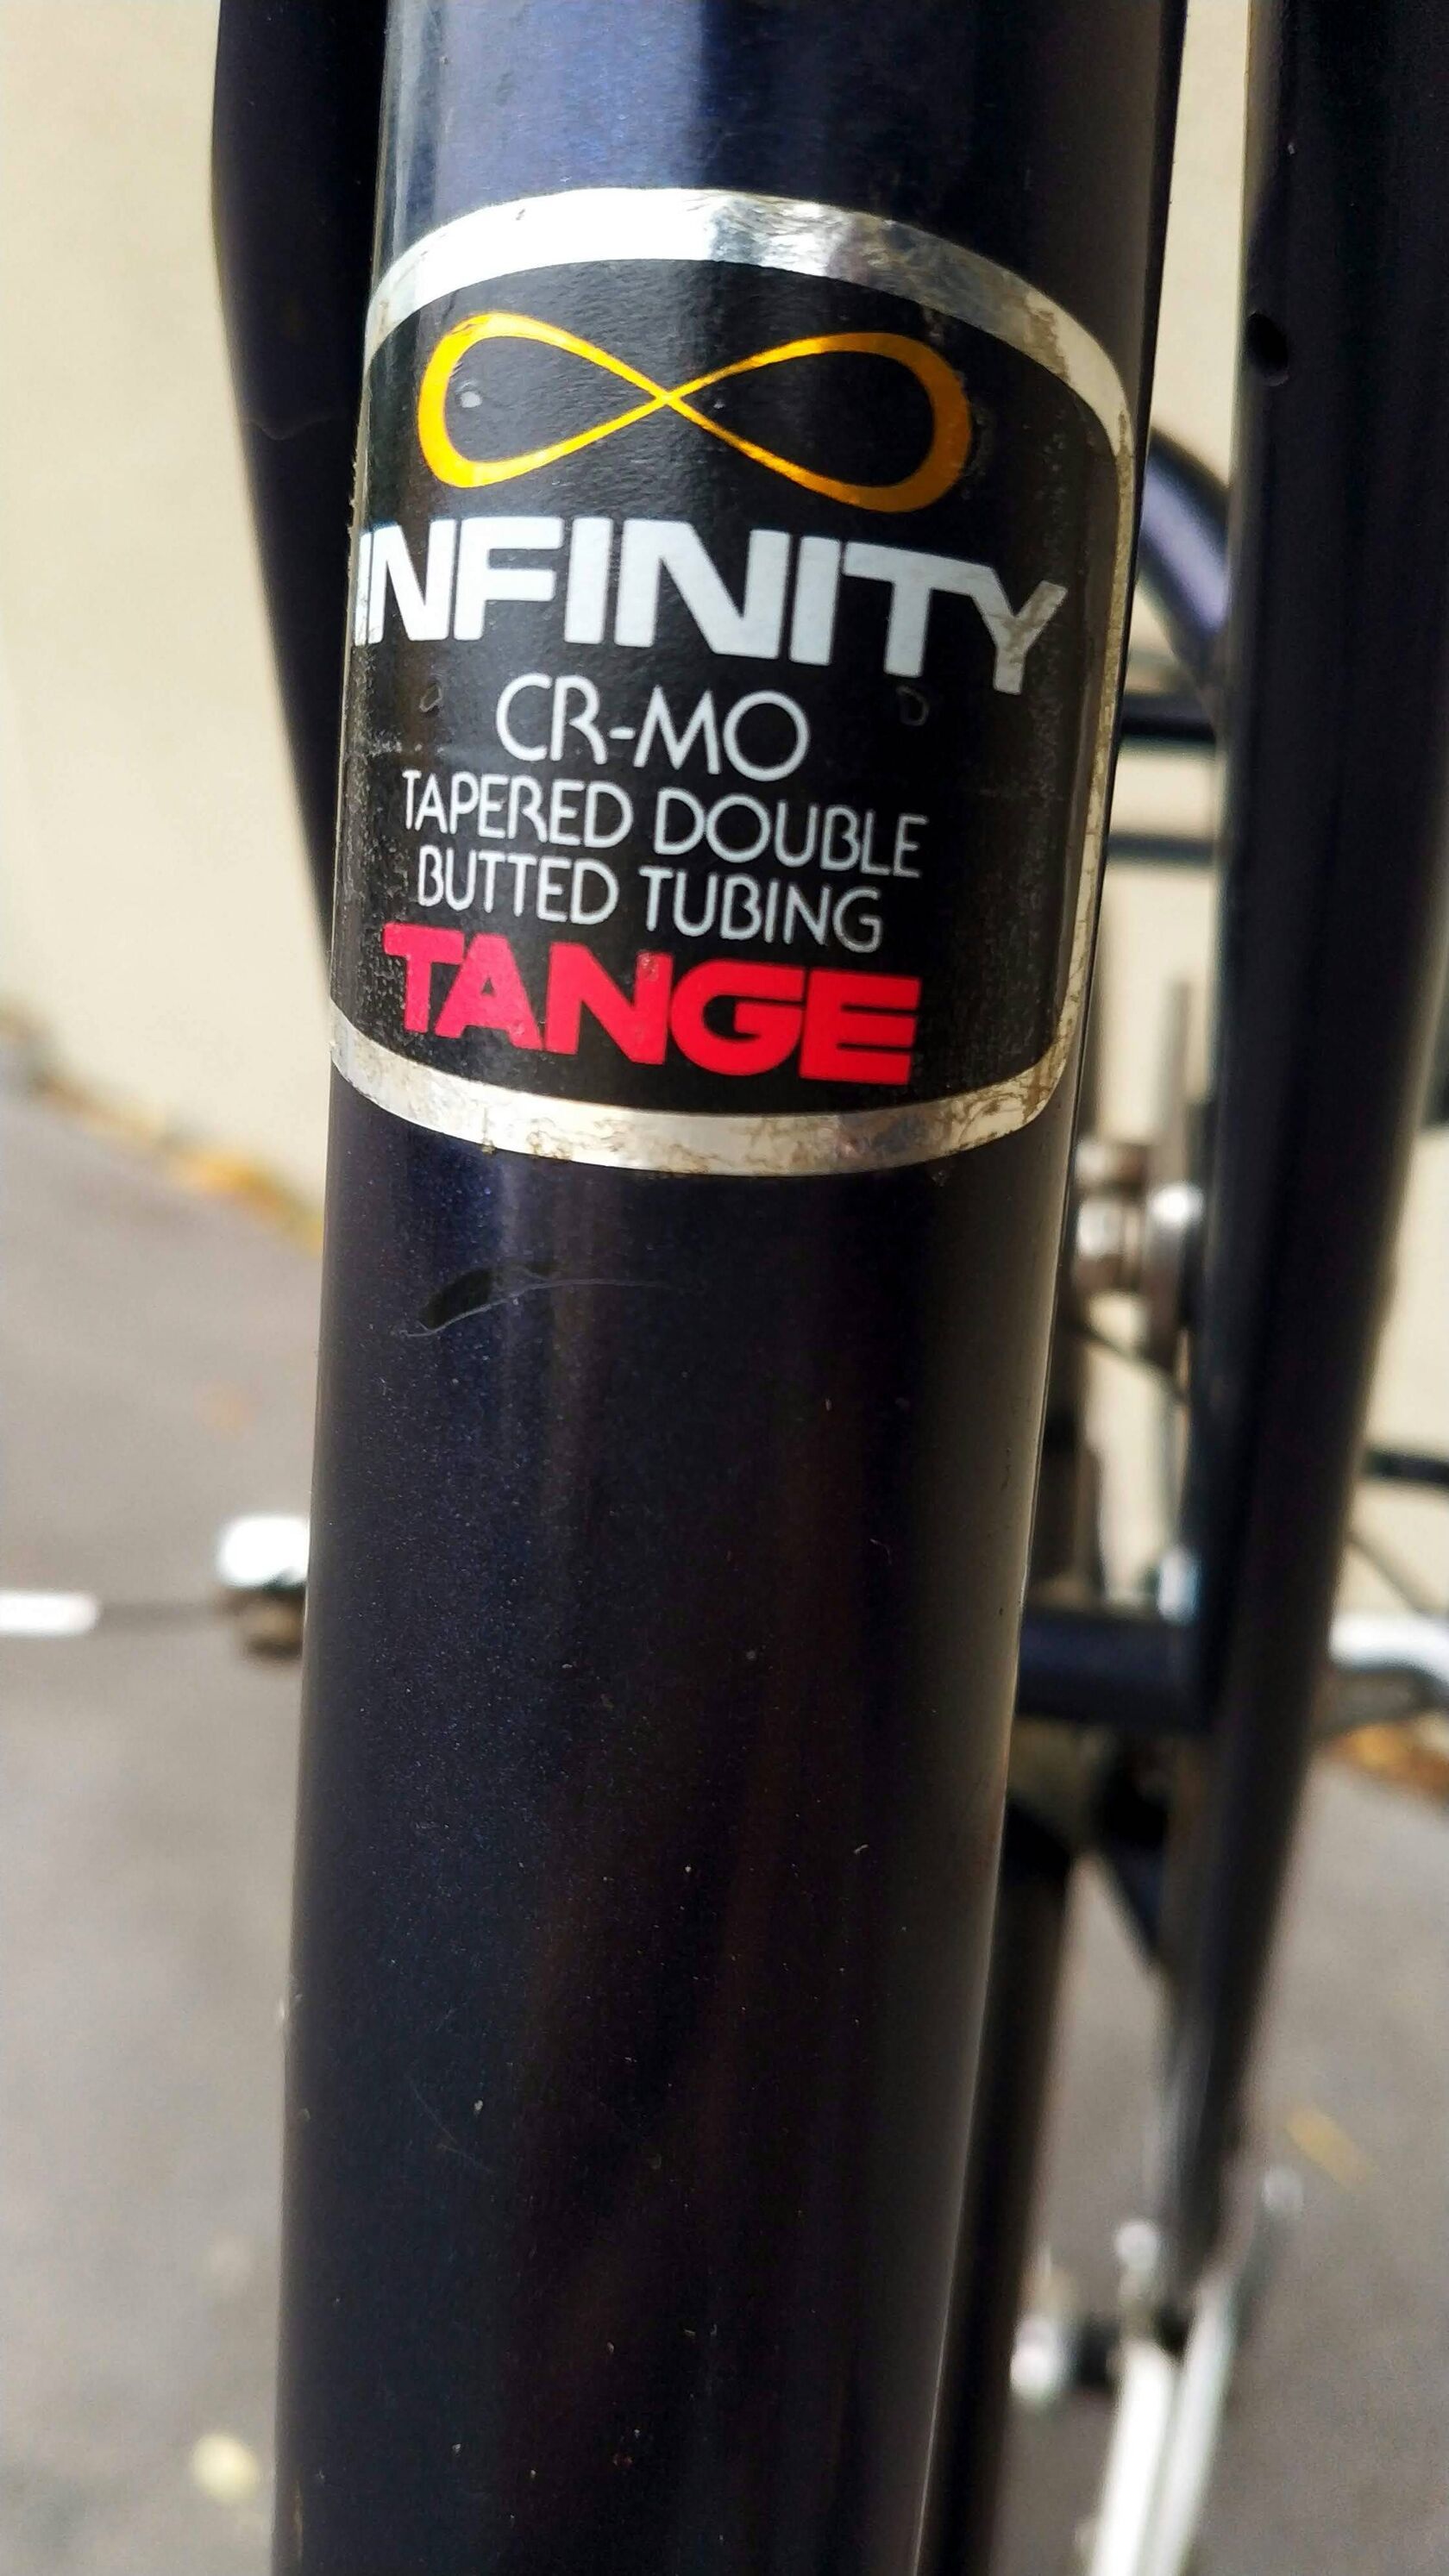 INFINITY
CR-MO
TAPERED DOUBLE
BUTTED TUBING
TANGE